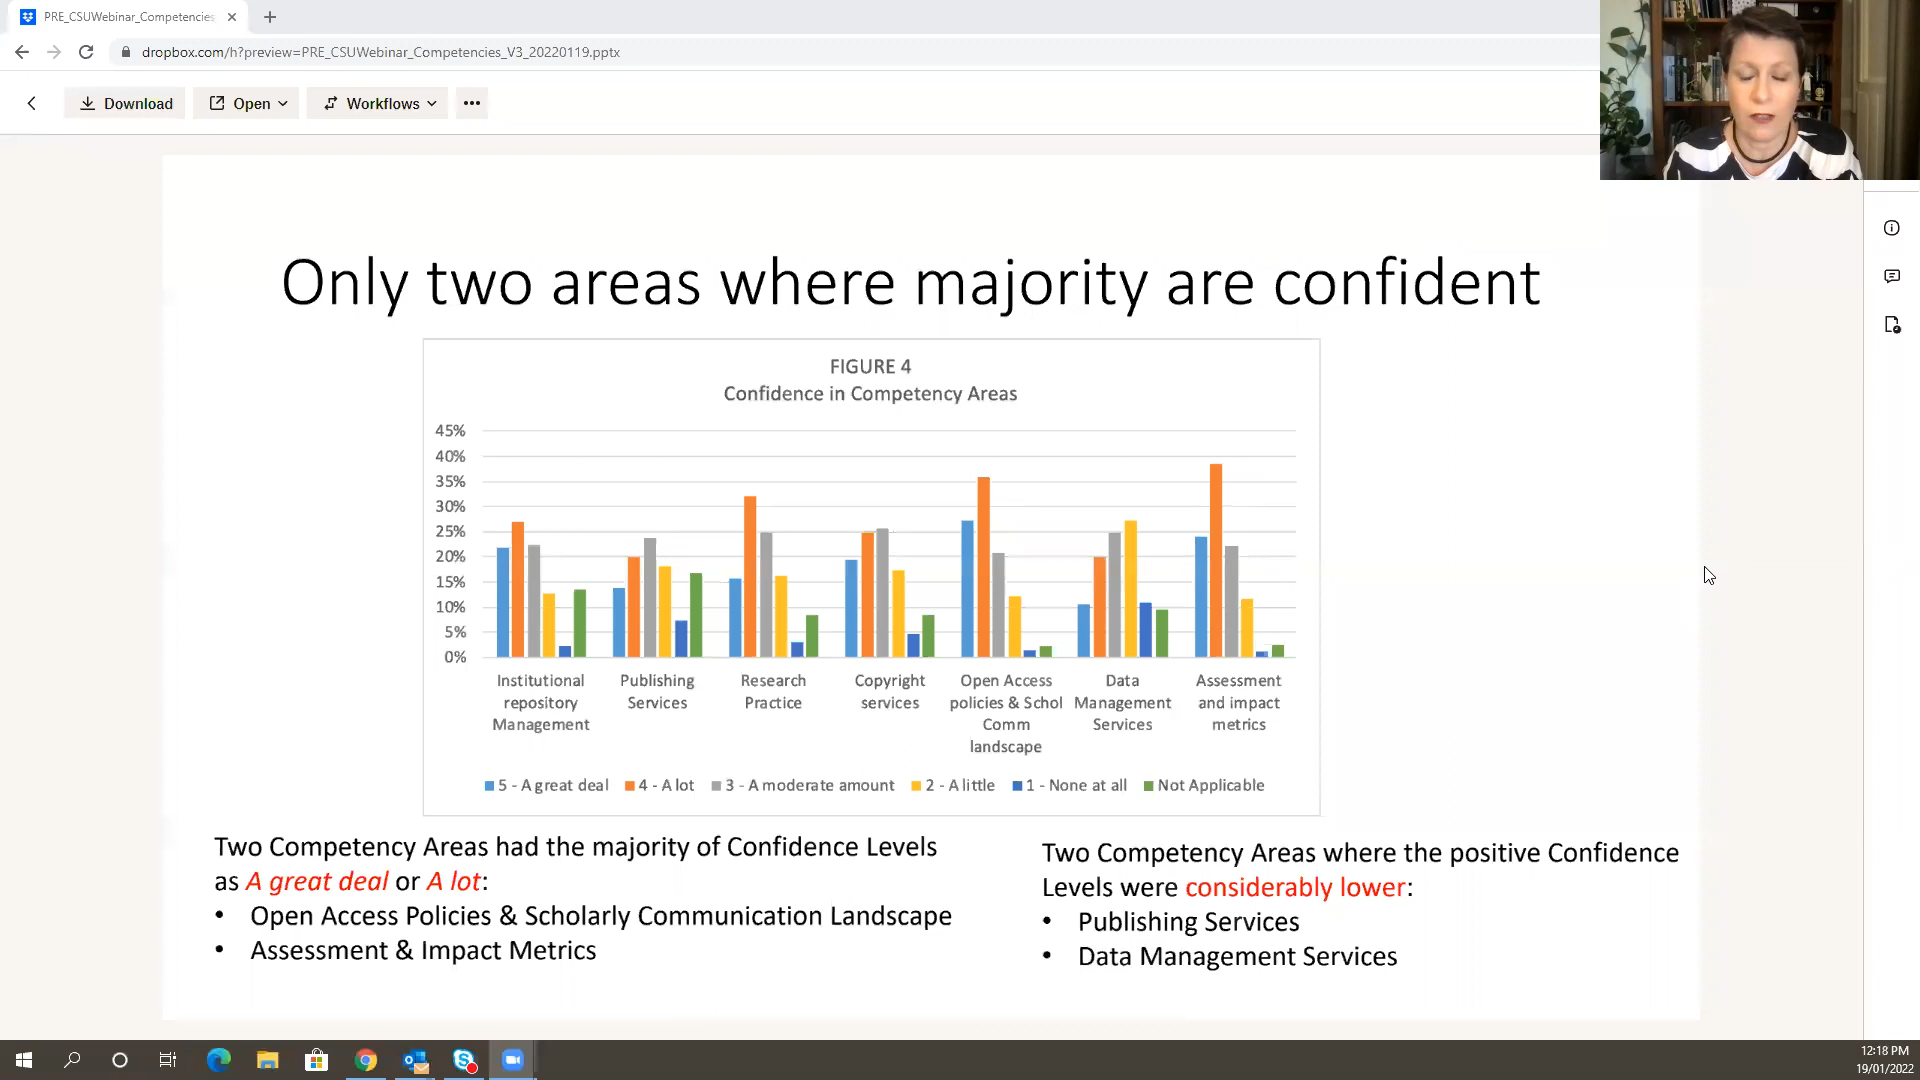 PRE_CSUWebinar_Competencies
dropbox.com/h?preview=PRE_CSUWebinar_Competencies_V3_20220119.pptx
Download
Open
Workflows
Only two areas where majority are confident
FIGURE 4
Confidence in Competency Areas
45%
40%
35%
30%
25%
20%
15%
10%
5%
0%
Institutional
repository
Management
Publishing
Services
Research
Practice
Copyright
services
Open Access
policies & Schol
Comm
landscape
Data
Management
Services
Assessment
and impact
metrics
5 - A great deal
4 - A lot
3 - A moderate amount
2 - A little
1 - None at all
Not Applicable
Two Competency Areas had the majority of Confidence Levels
as A great deal or A lot:
• Open Access Policies & Scholarly Communication Landscape
• Assessment & Impact Metrics
Two Competency Areas where the positive Confidence
Levels were considerably lower:
• Publishing Services
• Data Management Services
12:18 PM
19/01/2022